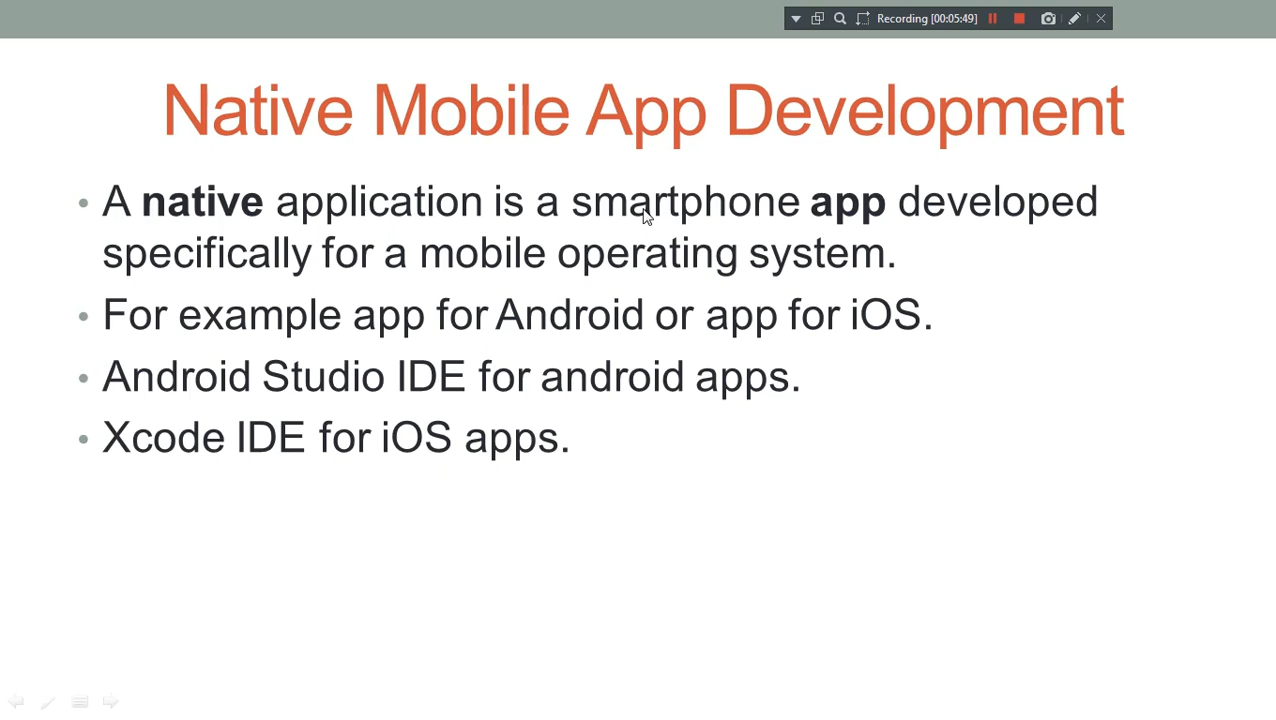 Recording [00:05:49]
Native Mobile App Development
• A native application is a smartphone app developed
specifically for a mobile operating system.
• For example app for Android or app for iOS.
• Android Studio IDE for android apps.
• Xcode IDE for iOS apps.